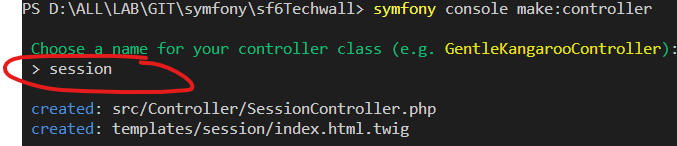 PS D:\ALL\LAB\GIT\symfony\sf6Techwall> symfony console make:controller
Choose a name for your controller class (e.g. GentleKangarooController):
> session
created: src/Controller/SessionController.php
created: templates/session/index.html.twig